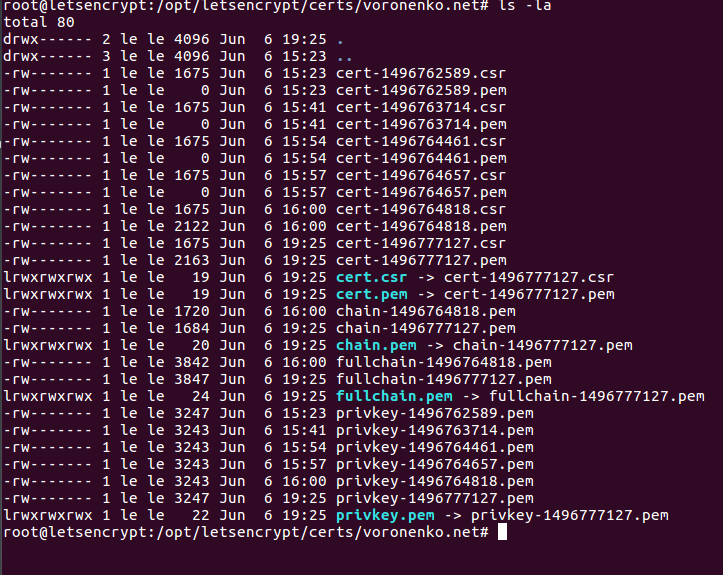 root@letsencrypt:/opt/letsencrypt/certs/voronenko.net# ls -la
total 80
drwx------ 2 le le 4096 Jun  6 19:25 .
drwx------ 3 le le 4096 Jun  6 15:23 ..
-rw------- 1 le le 1675 Jun  6 15:23 cert-1496762589.csr
-rw------- 1 le le    0 Jun  6 15:23 cert-1496762589.pem
-rw------- 1 le le 1675 Jun  6 15:41 cert-1496763714.csr
-rw------- 1 le le    0 Jun  6 15:41 cert-1496763714.pem
-rw------- 1 le le 1675 Jun  6 15:54 cert-1496764461.csr
-rw------- 1 le le    0 Jun  6 15:54 cert-1496764461.pem
-rw------- 1 le le 1675 Jun  6 15:57 cert-1496764657.csr
-rw------- 1 le le    0 Jun  6 15:57 cert-1496764657.pem
-rw------- 1 le le 1675 Jun  6 16:00 cert-1496764818.csr
-rw------- 1 le le 2122 Jun  6 16:00 cert-1496764818.pem
-rw------- 1 le le 1675 Jun  6 19:25 cert-1496777127.csr
-rw------- 1 le le 2163 Jun  6 19:25 cert-1496777127.pem
lrwxrwxrwx 1 le le   19 Jun  6 19:25 cert.csr -> cert-1496777127.csr
lrwxrwxrwx 1 le le   19 Jun  6 19:25 cert.pem -> cert-1496777127.pem
-rw------- 1 le le 1720 Jun  6 16:00 chain-1496764818.pem
-rw------- 1 le le 1684 Jun  6 19:25 chain-1496777127.pem
lrwxrwxrwx 1 le le   20 Jun  6 19:25 chain.pem -> chain-1496777127.pem
-rw------- 1 le le 3842 Jun  6 16:00 fullchain-1496764818.pem
-rw------- 1 le le 3847 Jun  6 19:25 fullchain-1496777127.pem
lrwxrwxrwx 1 le le   24 Jun  6 19:25 fullchain.pem -> fullchain-1496777127.pem
-rw------- 1 le le 3247 Jun  6 15:23 privkey-1496762589.pem
-rw------- 1 le le 3243 Jun  6 15:41 privkey-1496763714.pem
-rw------- 1 le le 3243 Jun  6 15:54 privkey-1496764461.pem
-rw------- 1 le le 3243 Jun  6 15:57 privkey-1496764657.pem
-rw------- 1 le le 3243 Jun  6 16:00 privkey-1496764818.pem
-rw------- 1 le le 3247 Jun  6 19:25 privkey-1496777127.pem
lrwxrwxrwx 1 le le   22 Jun  6 19:25 privkey.pem -> privkey-1496777127.pem
root@letsencrypt:/opt/letsencrypt/certs/voronenko.net#